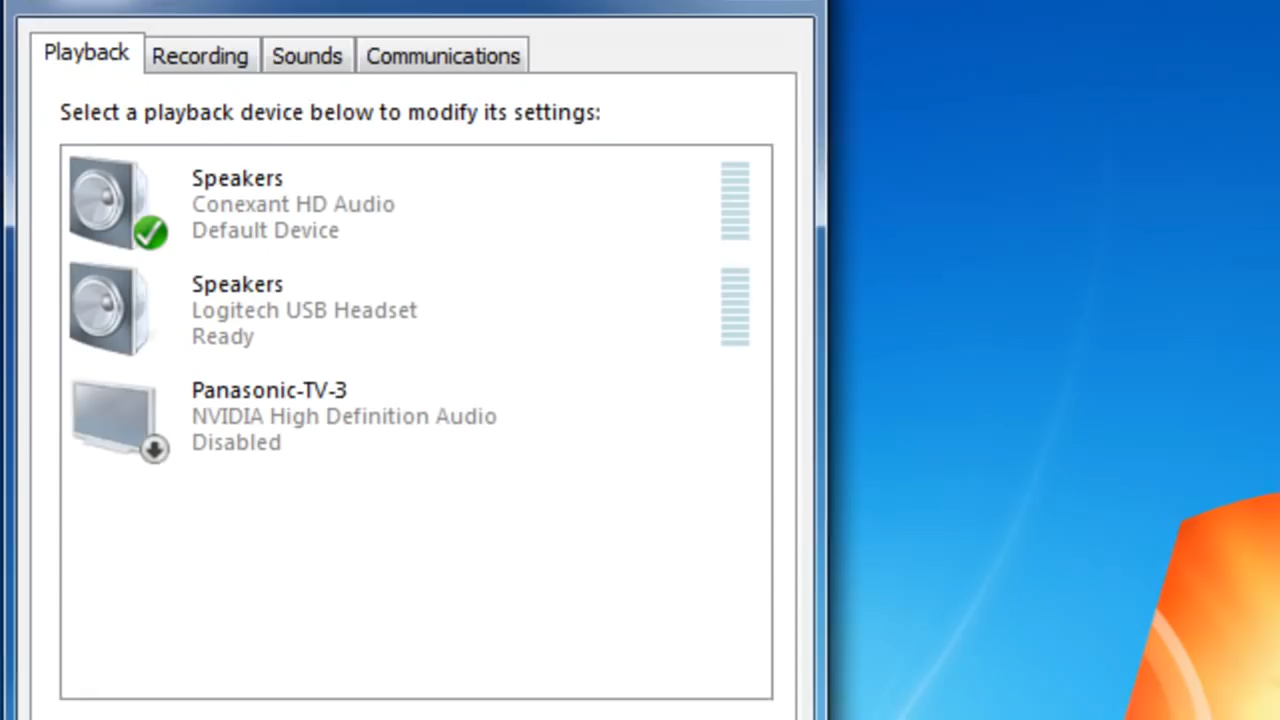 Playback Recording Sounds Communications
Select a playback device below to modify its settings:
Speakers
Conexant HD Audio
Default Device
Speakers
Logitech USB Headset
Ready
Panasonic-TV-3
NVIDIA High Definition Audio
Disabled